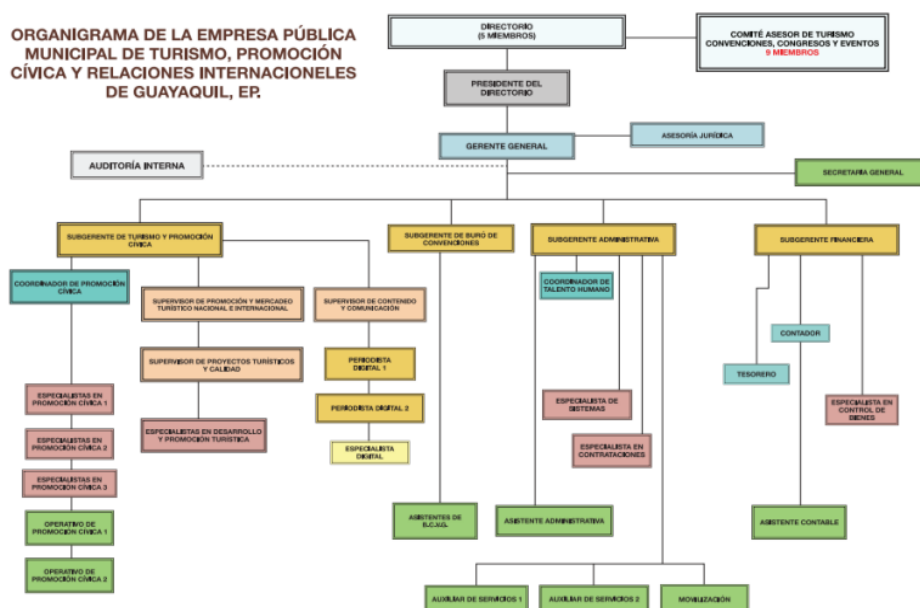 ORGANIGRAMA DE LA EMPRESA PÚBLICA
MUNICIPAL DE TURISMO, PROMOCIÓN
CÍVICA Y RELACIONES INTERNACIONELES
DE GUAYAQUIL, EP.
DIRECTORIO
(5 MIEMBROS)
COMITÉ ASESOR DE TURISMO
CONVENCIONES, CONGRESOS Y EVENTOS
9 MIEMBROS
PRESIDENTE DEL
DIRECTORIO
GERENTE GENERAL
ASESORÍA JURÍDICA
AUDITORÍA INTERNA
SECRETARÍA GENERAL
SUBGERENTE DE TURISMO Y PROMOCIÓN
CÍVICA
SUBGERENTE DE BURÓ DE
CONVENCIONES
SUBGERENTE ADMINISTRATIVA
SUBGERENTE FINANCIERA
COORDINADOR DE PROMOCIÓN
CÍVICA
SUPERVISOR DE PROMOCIÓN Y MERCADEO
TURÍSTICO NACIONAL E INTERNACIONAL
SUPERVISOR DE CONTENIDO
Y COMUNICACIÓN
COORDINADOR DE
TALENTO HUMANO
CONTADOR
TESORERO
SUPERVISOR DE PROYECTOS TURÍSTICOS
Y CALIDAD
PERIODISTA
DIGITAL 1
ESPECIALISTAS EN
PROMOCIÓN CÍVICA 1
PERIODISTA DIGITAL 2
ESPECIALISTA DE
SISTEMAS
ESPECIALISTA EN
CONTROL DE
BIENES
ESPECIALISTAS EN
PROMOCIÓN CÍVICA 2
ESPECIALISTAS EN DESARROLLO
Y PROMOCIÓN TURÍSTICA
ESPECIALISTA
DIGITAL
ESPECIALISTA EN
CONTRATACIONES
ESPECIALISTAS EN
PROMOCIÓN CÍVICA 3
OPERATIVO DE
PROMOCIÓN CÍVICA 1
ASISTENTES DE
B.C.V.G.
ASISTENTE ADMINISTRATIVA
ASISTENTE CONTABLE
OPERATIVO DE
PROMOCIÓN CÍVICA 2
AUXILIAR DE SERVICIOS 1
AUXILIAR DE SERVICIOS 2
MOVILIZACIÓN